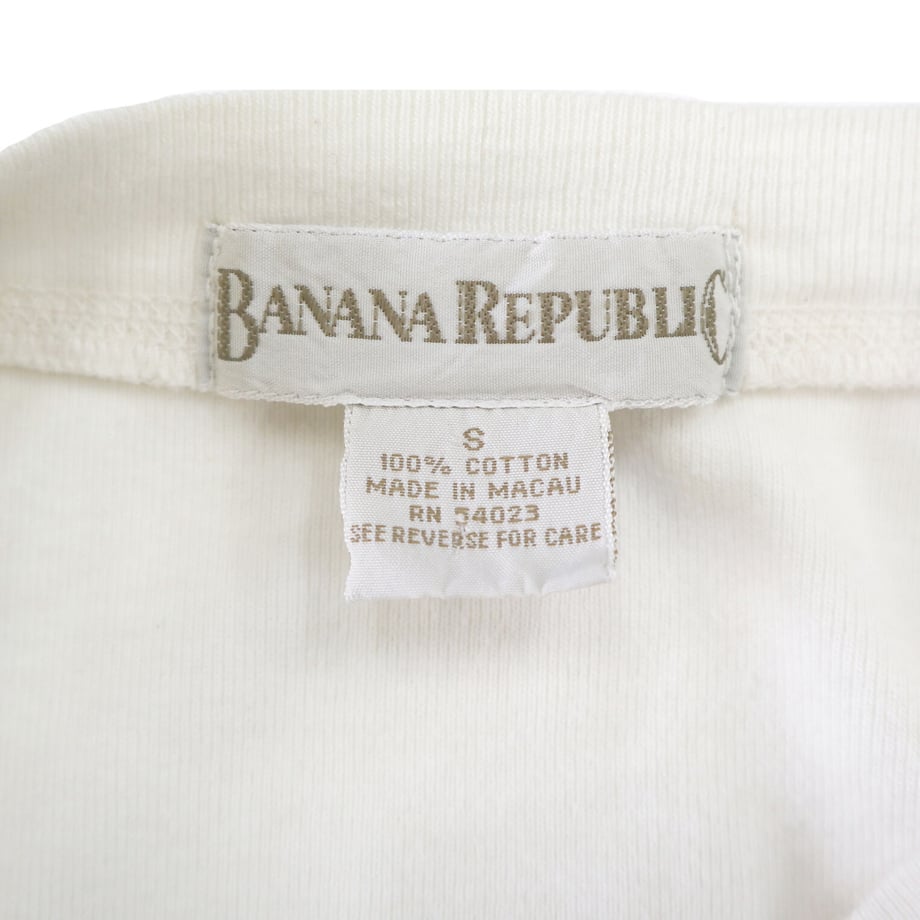 BANANA REPUBLIC
S
100% COTTON
MADE IN MACAU
RN 54023
SEE REVERSE FOR CARE